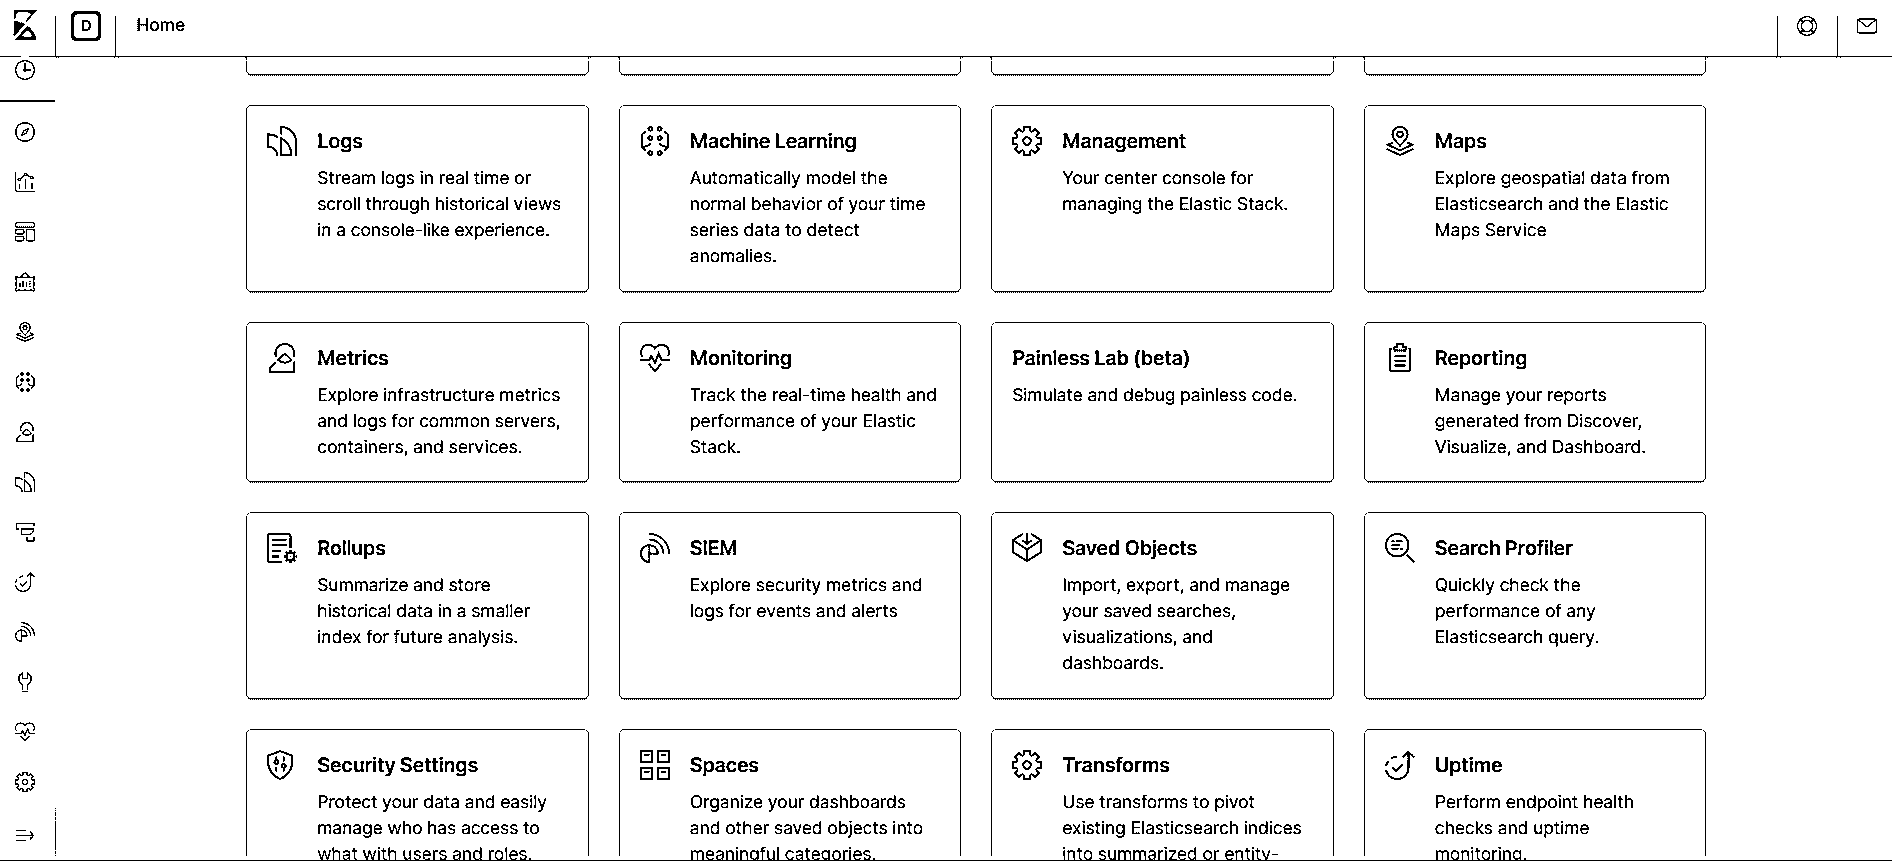 D Home
Logs
Stream logs in real time or
scroll through historical views
in a console-like experience.
Machine Learning
Automatically model the
normal behavior of your time
series data to detect
anomalies.
Management
Your center console for
managing the Elastic Stack.
Maps
Explore geospatial data from
Elasticsearch and the Elastic
Maps Service
Metrics
Explore infrastructure metrics
and logs for common servers,
containers, and services.
Monitoring
Track the real-time health and
performance of your Elastic
Stack.
Painless Lab (beta)
Simulate and debug painless code.
Reporting
Manage your reports
generated from Discover,
Visualize, and Dashboard.
Rollups
Summarize and store
historical data in a smaller
index for future analysis.
SIEM
Explore security metrics and
logs for events and alerts
Saved Objects
Import, export, and manage
your saved searches,
visualizations, and
dashboards.
Search Profiler
Quickly check the
performance of any
Elasticsearch query.
Security Settings
Protect your data and easily
manage who has access to
what with users and roles.
Spaces
Organize your dashboards
and other saved objects into
meaningful categories.
Transforms
Use transforms to pivot
existing Elasticsearch indices
into summarized or entity-
Uptime
Perform endpoint health
checks and uptime
monitoring.